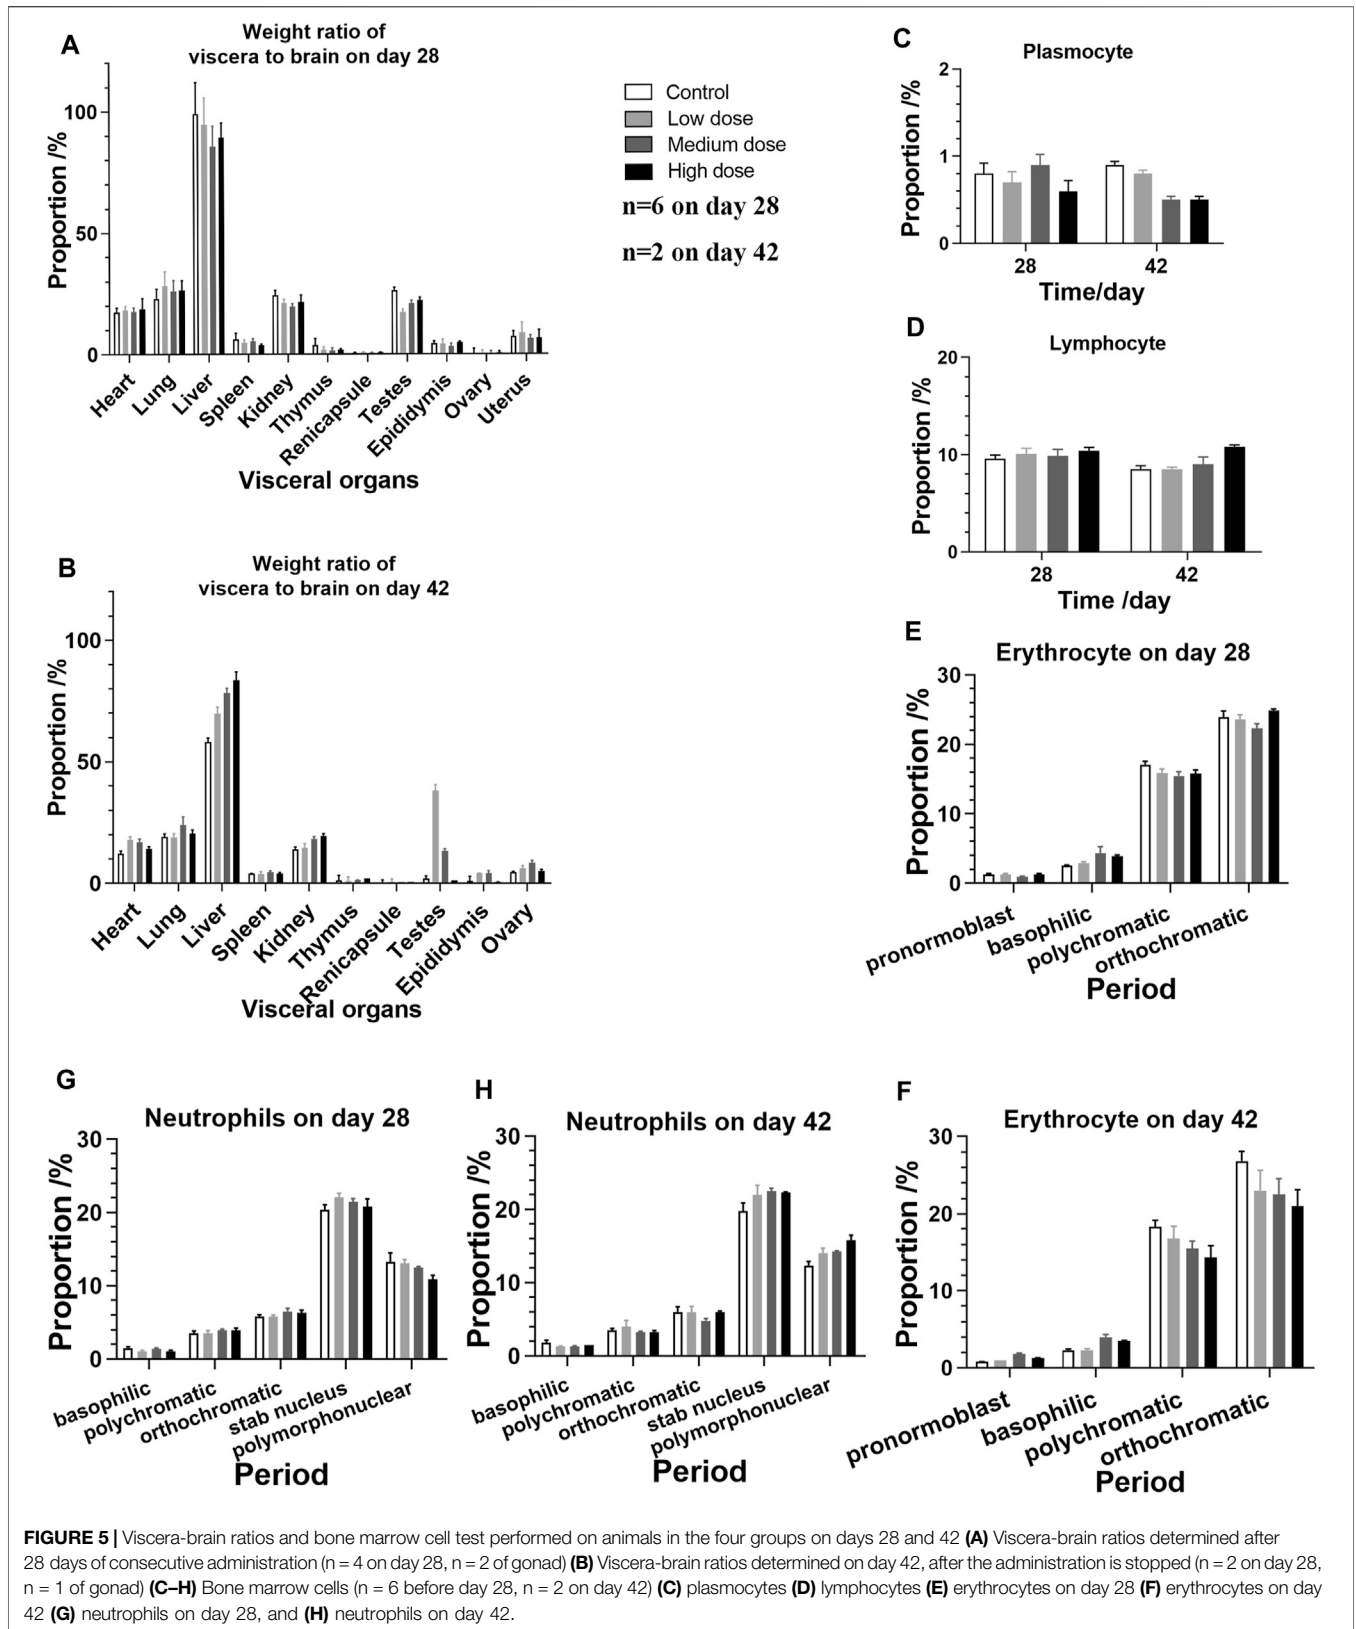 A
Weight ratio of
viscera to brain on day 28
Proportion /%
100
50
0
Heart
Lung
Liver
Spleen
Kidney
Thymus
Renicapsule
Testes
Epididymis
Ovary
Uterus
Visceral organs
Control
Low dose
Medium dose
High dose
n=6 on day 28
n=2 on day 42
C
Plasmocyte
Proportion /%
2
1
0
28
42
Time/day
D
Lymphocyte
Proportion /%
20
10
0
28
42
Time /day
B
Weight ratio of
viscera to brain on day 42
Proportion /%
100
50
0
Heart
Lung
Liver
Spleen
Kidney
Thymus
Renicapsule
Testes
Epididymis
Ovary
Visceral organs
E
Erythrocyte on day 28
Proportion /%
30
20
10
0
pronormoblast
basophilic
polychromatic
orthochromatic
Period
G
Neutrophils on day 28
Proportion /%
30
20
10
0
basophilic
polychromatic
orthochromatic
stab nucleus
polymorphonuclear
Period
H
Neutrophils on day 42
Proportion /%
30
20
10
0
basophilic
polychromatic
orthochromatic
stab nucleus
polymorphonuclear
Period
F
Erythrocyte on day 42
Proportion /%
30
20
10
0
pronormoblast
basophilic
polychromatic
orthochromatic
Period
FIGURE 5 | Viscera-brain ratios and bone marrow cell test performed on animals in the four groups on days 28 and 42 (A) Viscera-brain ratios determined after
28 days of consecutive administration (n = 4 on day 28, n = 2 of gonad) (B) Viscera-brain ratios determined on day 42, after the administration is stopped (n = 2 on day 28,
n = 1 of gonad) (C–H) Bone marrow cells (n = 6 before day 28, n = 2 on day 42) (C) plasmocytes (D) lymphocytes (E) erythrocytes on day 28 (F) erythrocytes on day
42 (G) neutrophils on day 28, and (H) neutrophils on day 42.